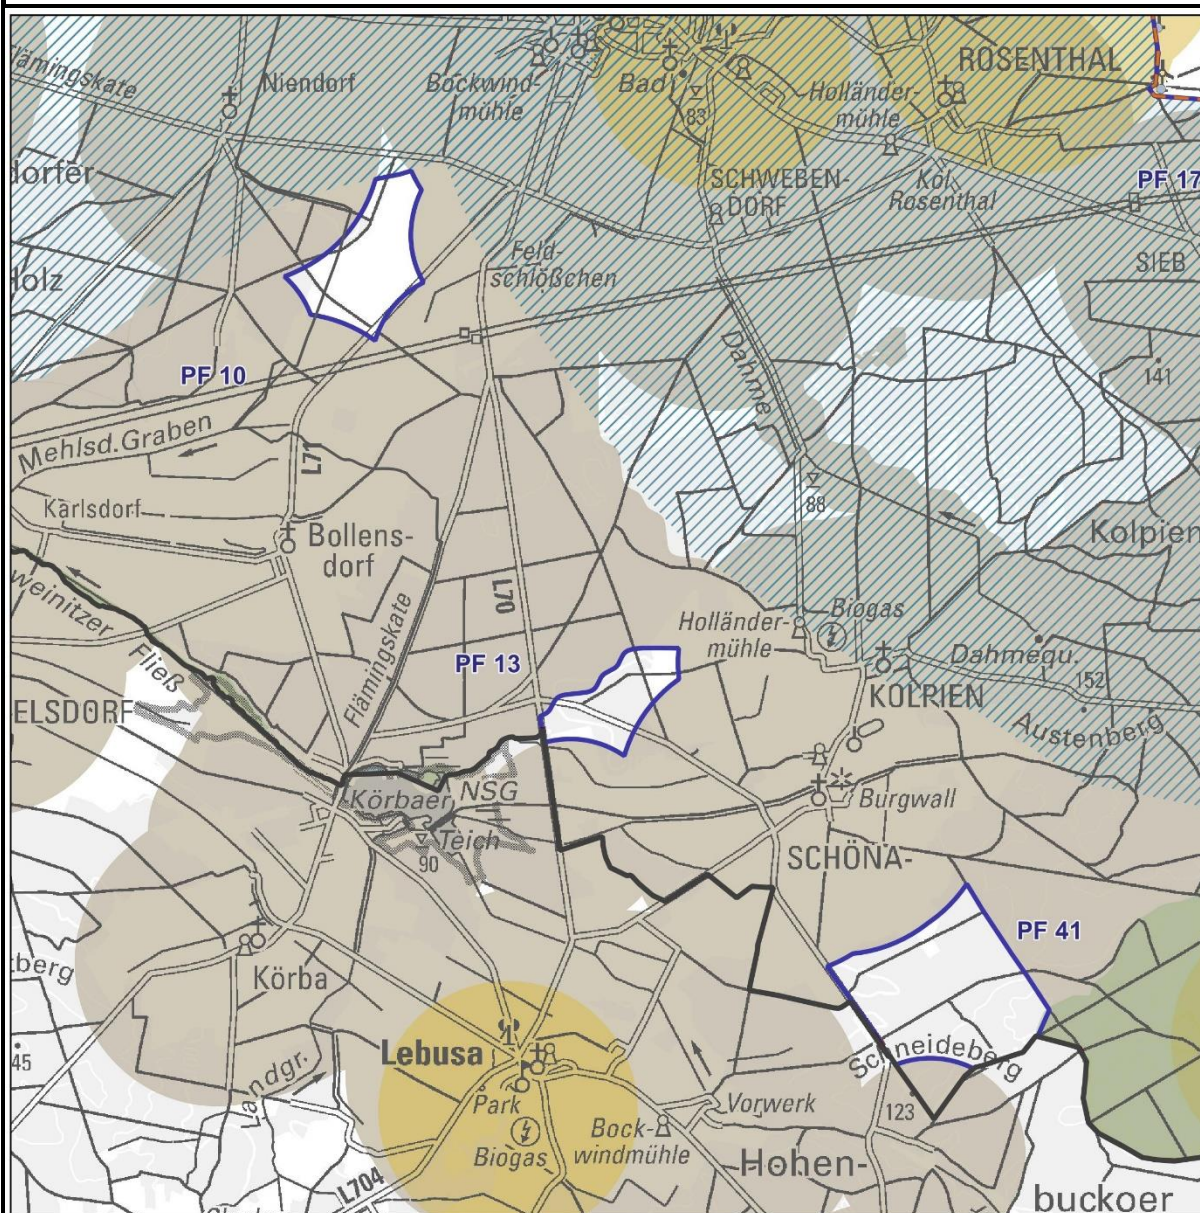 Flämingskate
Niendorf
Bockwind-
mühle
Bad
83
Holländer-
mühle
ROSENTHAL
SCHWEBEN-
DORF
Kol.
Rosenthal
PF 17
dorfer
Feld-
schlößchen
SIEB
Holz
Dahme
141
PF 10
Mehlsd.Graben
L71
Karlsdorf
Bollens-
dorf
88
Kolpien
weinitzer
Fließ
L70
Flämingskate
PF 13
Holländer-
mühle
Biogas
Dahmequ.
152
KOLPIEN
ELSDORF
Austenberg
Körbaer
NSG
Teich
90
Burgwall
SCHÖNA-
PF 41
tberg
Körba
45
Landgr.
Lebusa
Schneideberg
Park
Biogas
Bock-
windmühle
Vorwerk
123
Hohen-
L704
buckoer